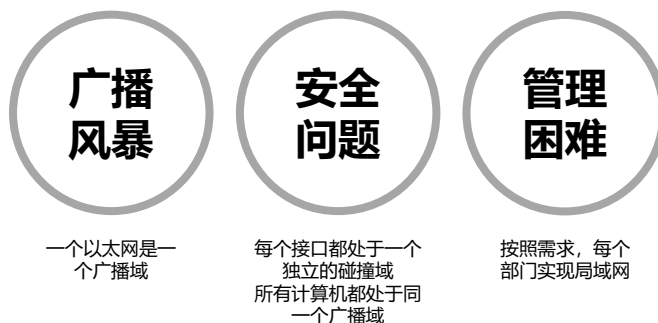 广播
风暴
安全
问题
管理
困难
一个以太网是一
个广播域
每个接口都处于一个
独立的碰撞域
所有计算机都处于同
一个广播域
按照需求，每个
部门实现局域网